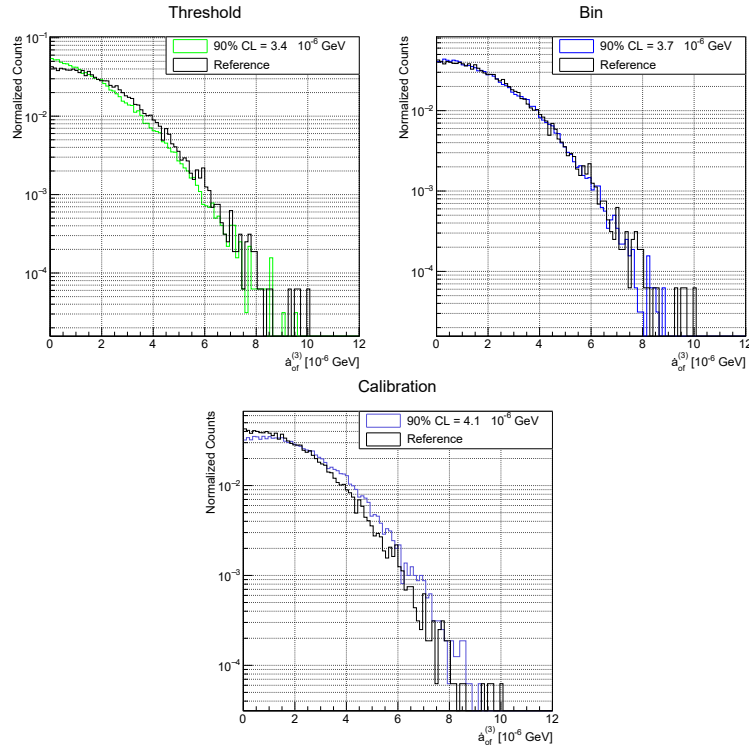 Threshold
Normalized Counts
10⁻¹
10⁻²
10⁻³
10⁻⁴
90% CL = 3.4 10⁻⁶ GeV
Reference
0 2 4 6 8 10 12
å_of^(3) [10⁻⁶ GeV]
Bin
Normalized Counts
10⁻²
10⁻³
10⁻⁴
90% CL = 3.7 10⁻⁶ GeV
Reference
0 2 4 6 8 10 12
å_of^(3) [10⁻⁶ GeV]
Calibration
Normalized Counts
10⁻²
10⁻³
10⁻⁴
90% CL = 4.1 10⁻⁶ GeV
Reference
0 2 4 6 8 10 12
å_of^(3) [10⁻⁶ GeV]